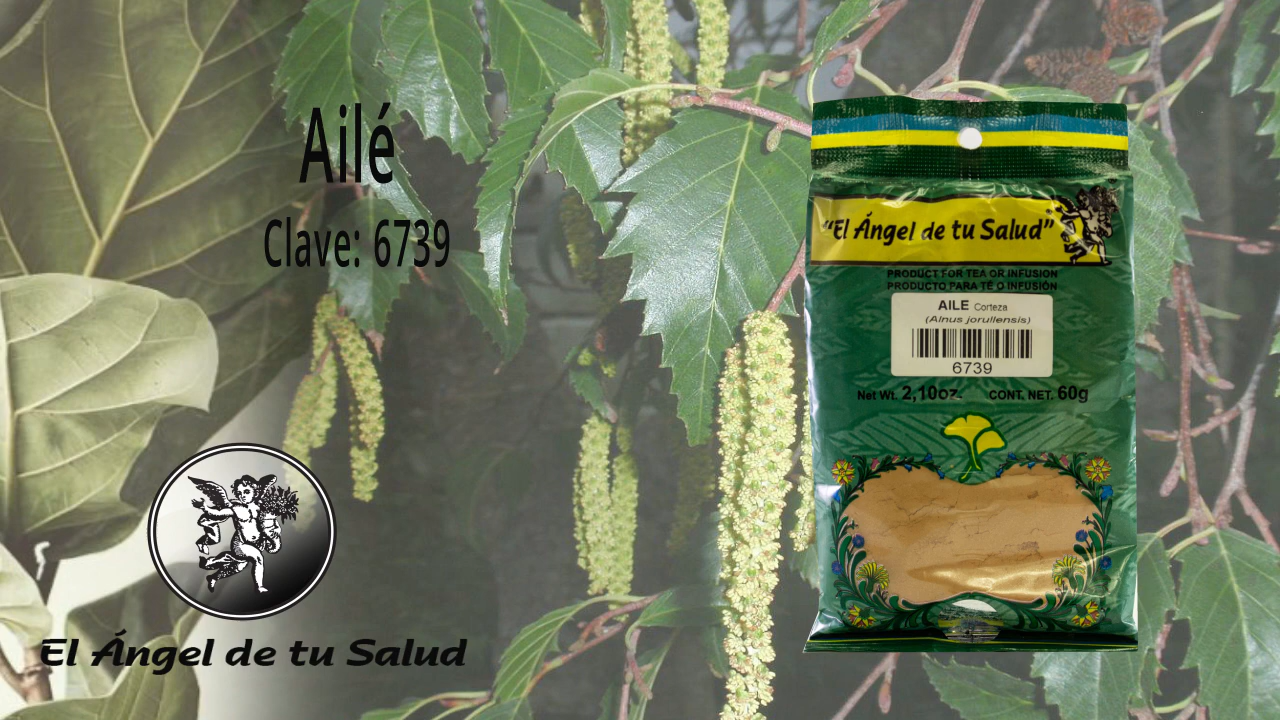 Ailé
Clave: 6739
El Ángel de tu Salud
"El Ángel de tu Salud"
PRODUCT FOR TEA OR INFUSION
PRODUCTO PARA TÉ O INFUSIÓN
AILE Corteza
(Alnus jorullensis)
6739
Net Wt. 2,10oz. CONT. NET. 60g